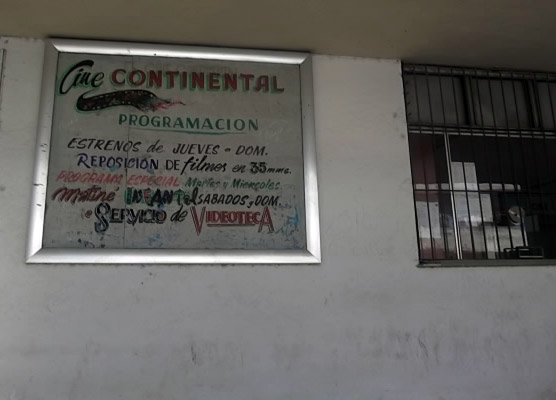 Cine CONTINENTAL
PROGRAMACION
ESTRENOS de JUEVES a DOM.
REPOSICIÓN DE filmes en 35mms.
PROGRAMA ESPECIAL Martes y Miercoles
Matiné INFANTIL SABADOS y DOM.
SERVICIO de VIDEOTECA